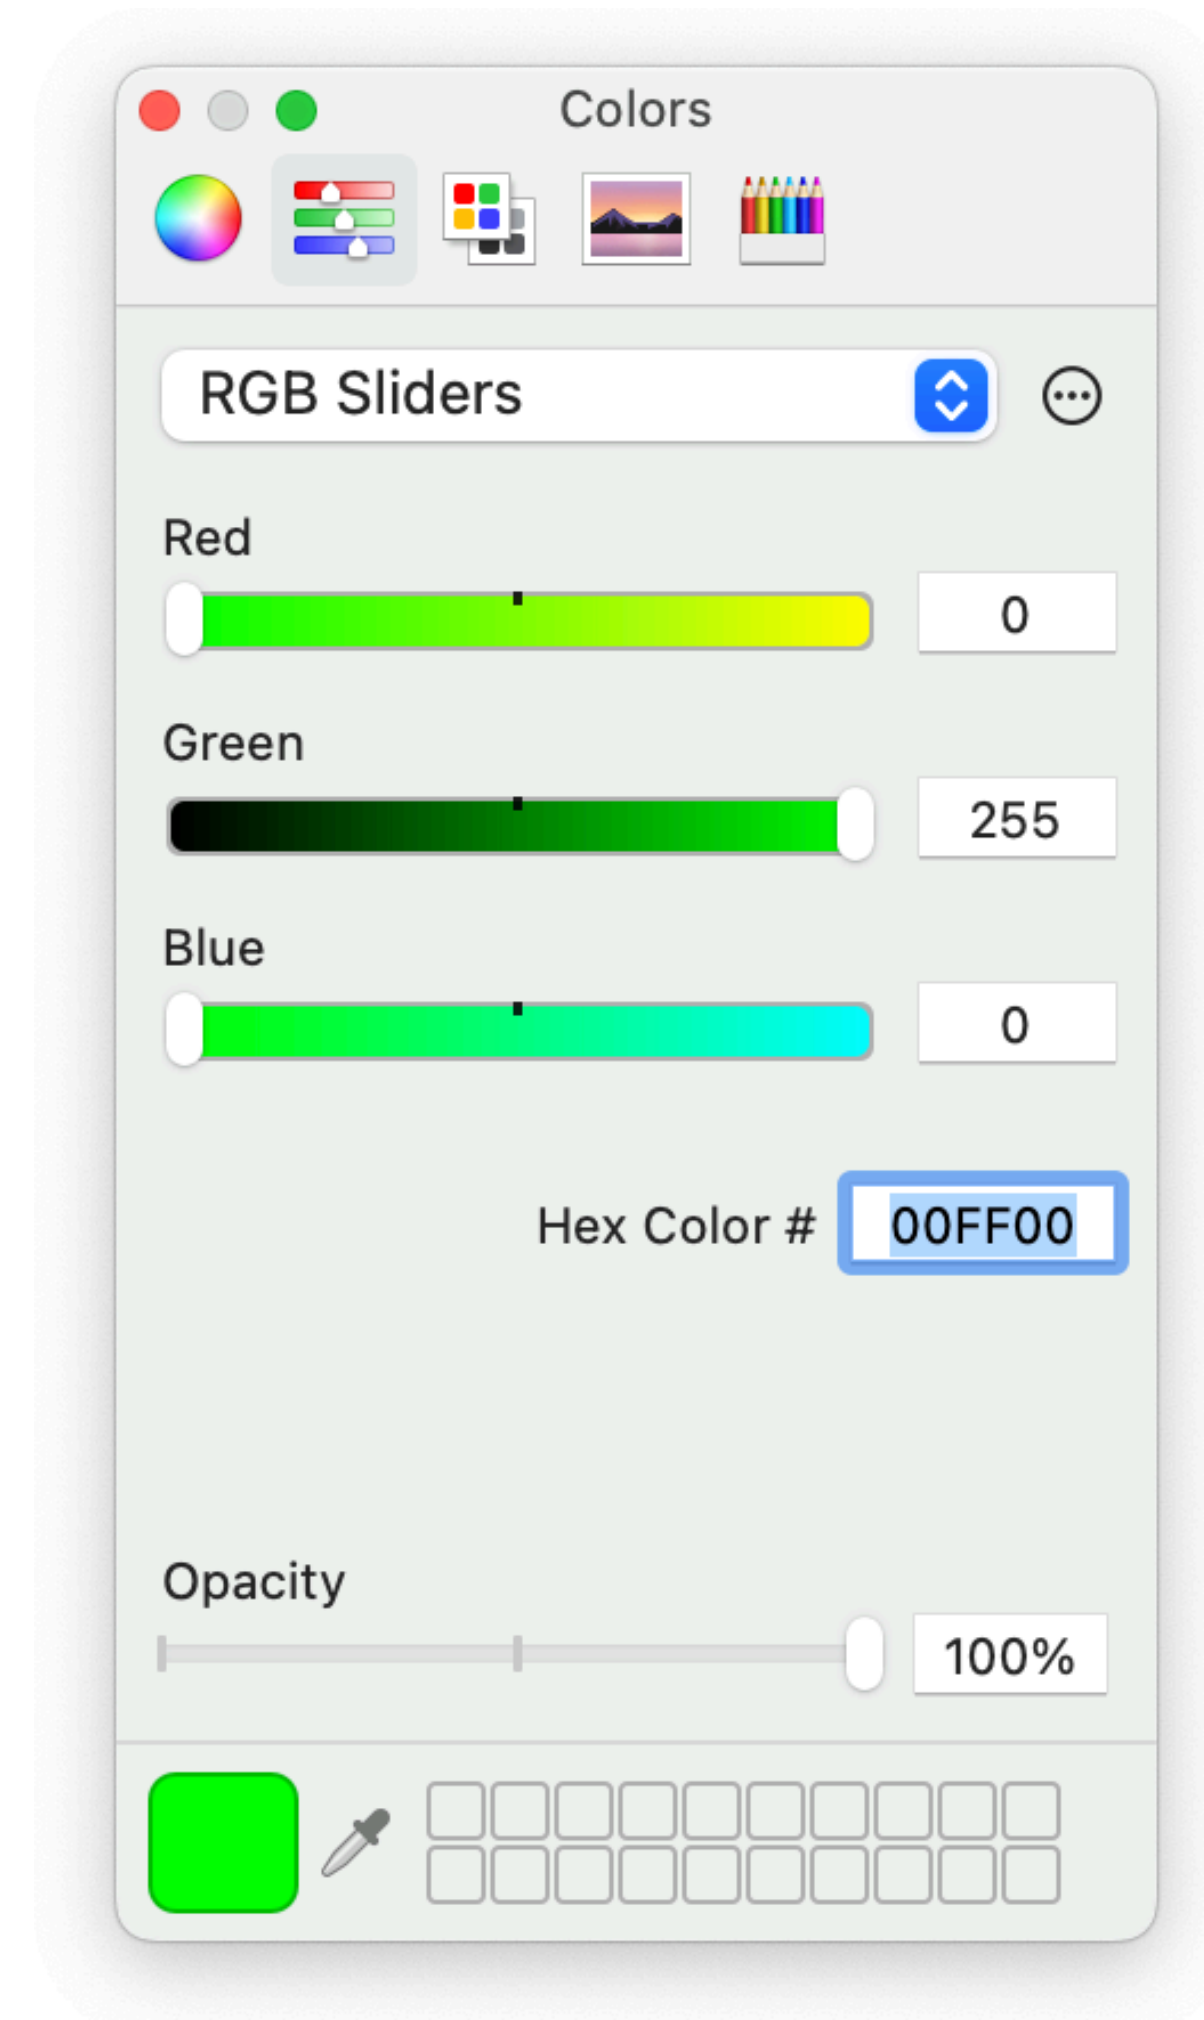 Colors
RGB Sliders
Red
0
Green
255
Blue
0
Hex Color # 00FF00
Opacity
100%